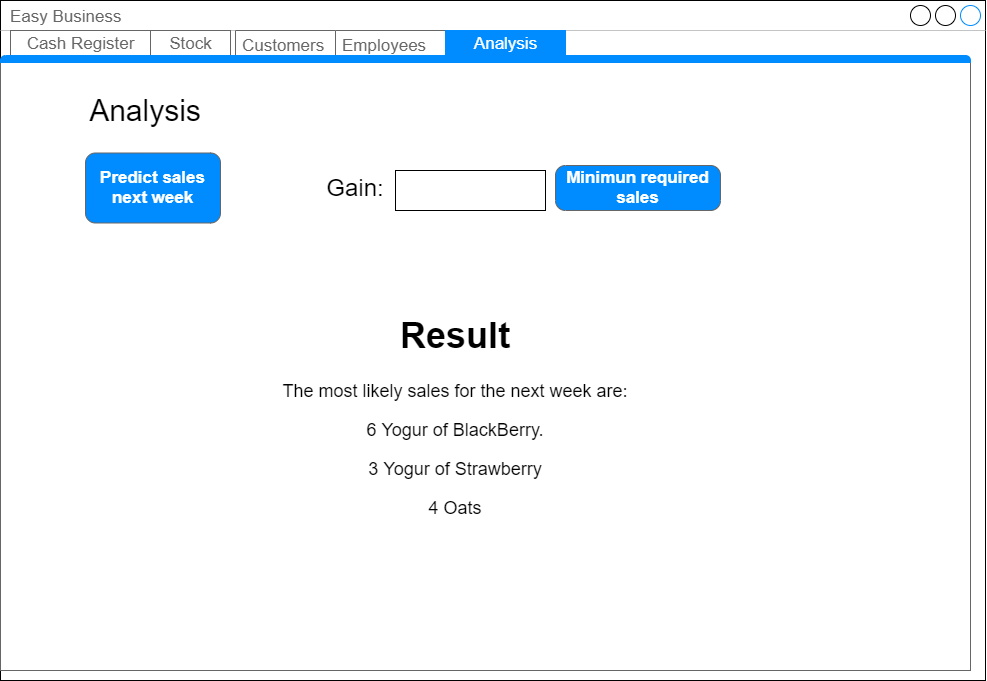 Easy Business
Cash Register
Stock
Customers
Employees
Analysis
Analysis
Predict sales
next week
Gain:
Minimun required
sales
Result
The most likely sales for the next week are:
6 Yogur of BlackBerry.
3 Yogur of Strawberry
4 Oats